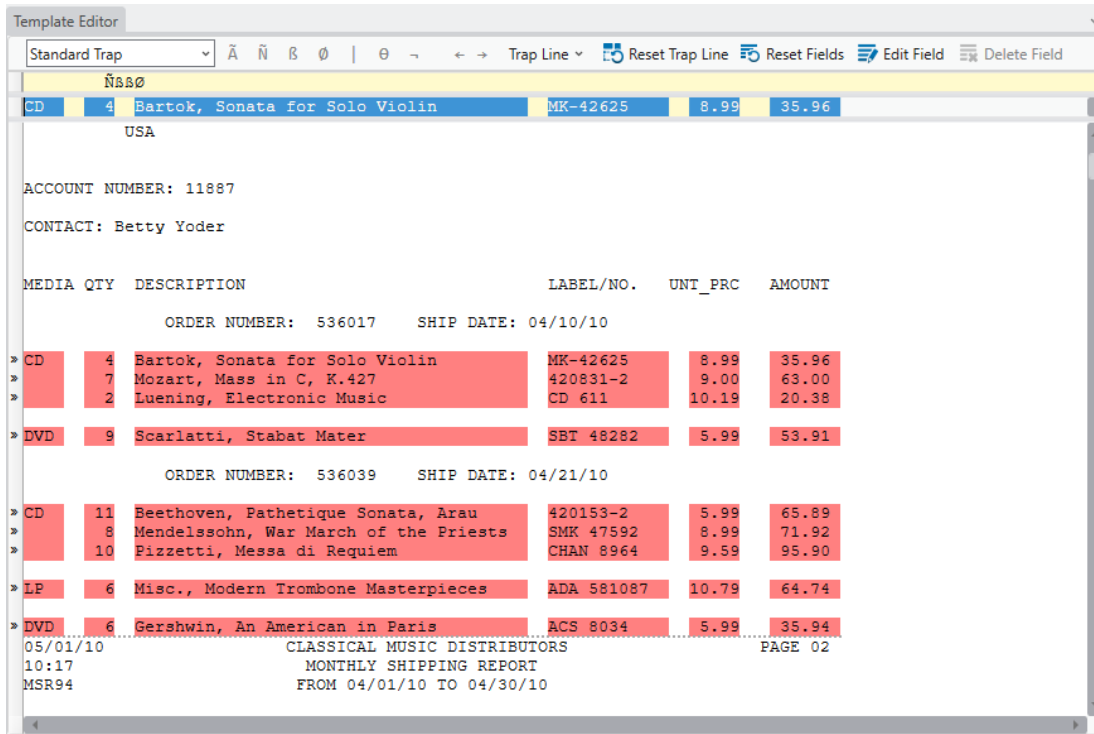 Template Editor
Standard Trap Ã Ñ ß Ø | θ ¬ ← → Trap Line Reset Trap Line Reset Fields Edit Field Delete Field
ÑßßØ
CD 4 Bartok, Sonata for Solo Violin MK-42625 8.99 35.96
USA
ACCOUNT NUMBER: 11887
CONTACT: Betty Yoder
MEDIA QTY DESCRIPTION LABEL/NO. UNT_PRC AMOUNT
ORDER NUMBER: 536017 SHIP DATE: 04/10/10
» CD 4 Bartok, Sonata for Solo Violin MK-42625 8.99 35.96
» 7 Mozart, Mass in C, K.427 420831-2 9.00 63.00
» 2 Luening, Electronic Music CD 611 10.19 20.38
» DVD 9 Scarlatti, Stabat Mater SBT 48282 5.99 53.91
ORDER NUMBER: 536039 SHIP DATE: 04/21/10
» CD 11 Beethoven, Pathetique Sonata, Arau 420153-2 5.99 65.89
» 8 Mendelssohn, War March of the Priests SMK 47592 8.99 71.92
» 10 Pizzetti, Messa di Requiem CHAN 8964 9.59 95.90
» LP 6 Misc., Modern Trombone Masterpieces ADA 581087 10.79 64.74
» DVD 6 Gershwin, An American in Paris ACS 8034 5.99 35.94
05/01/10 CLASSICAL MUSIC DISTRIBUTORS PAGE 02
10:17 MONTHLY SHIPPING REPORT
MSR94 FROM 04/01/10 TO 04/30/10